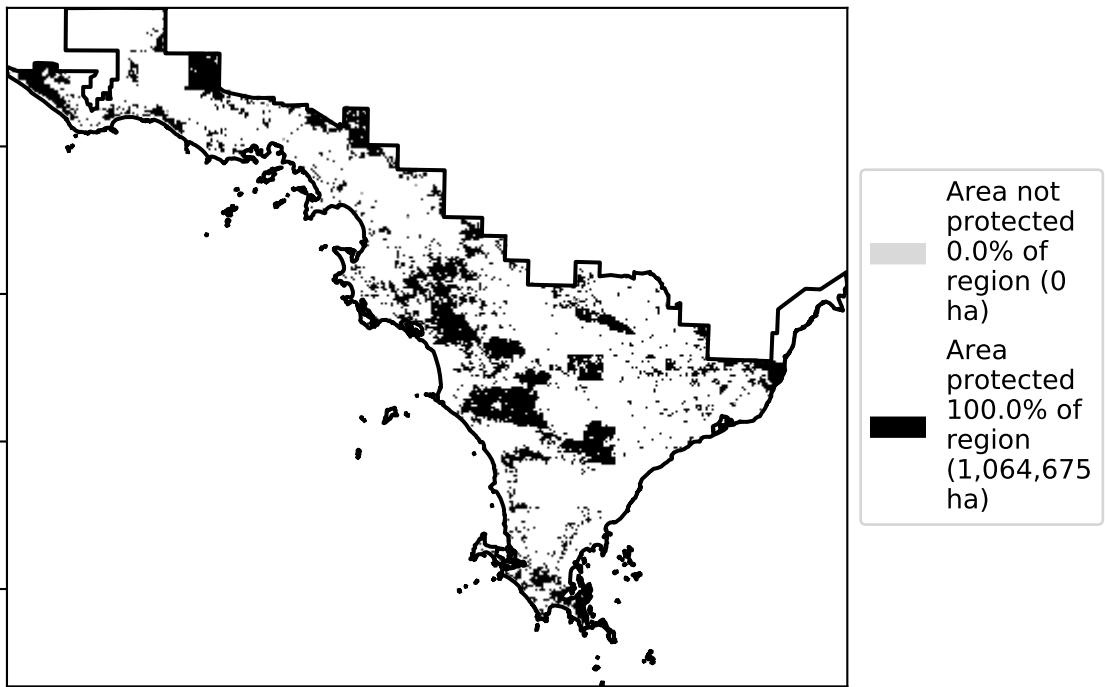 Area not
protected
0.0% of
region (0
ha)
Area
protected
100.0% of
region
(1,064,675
ha)